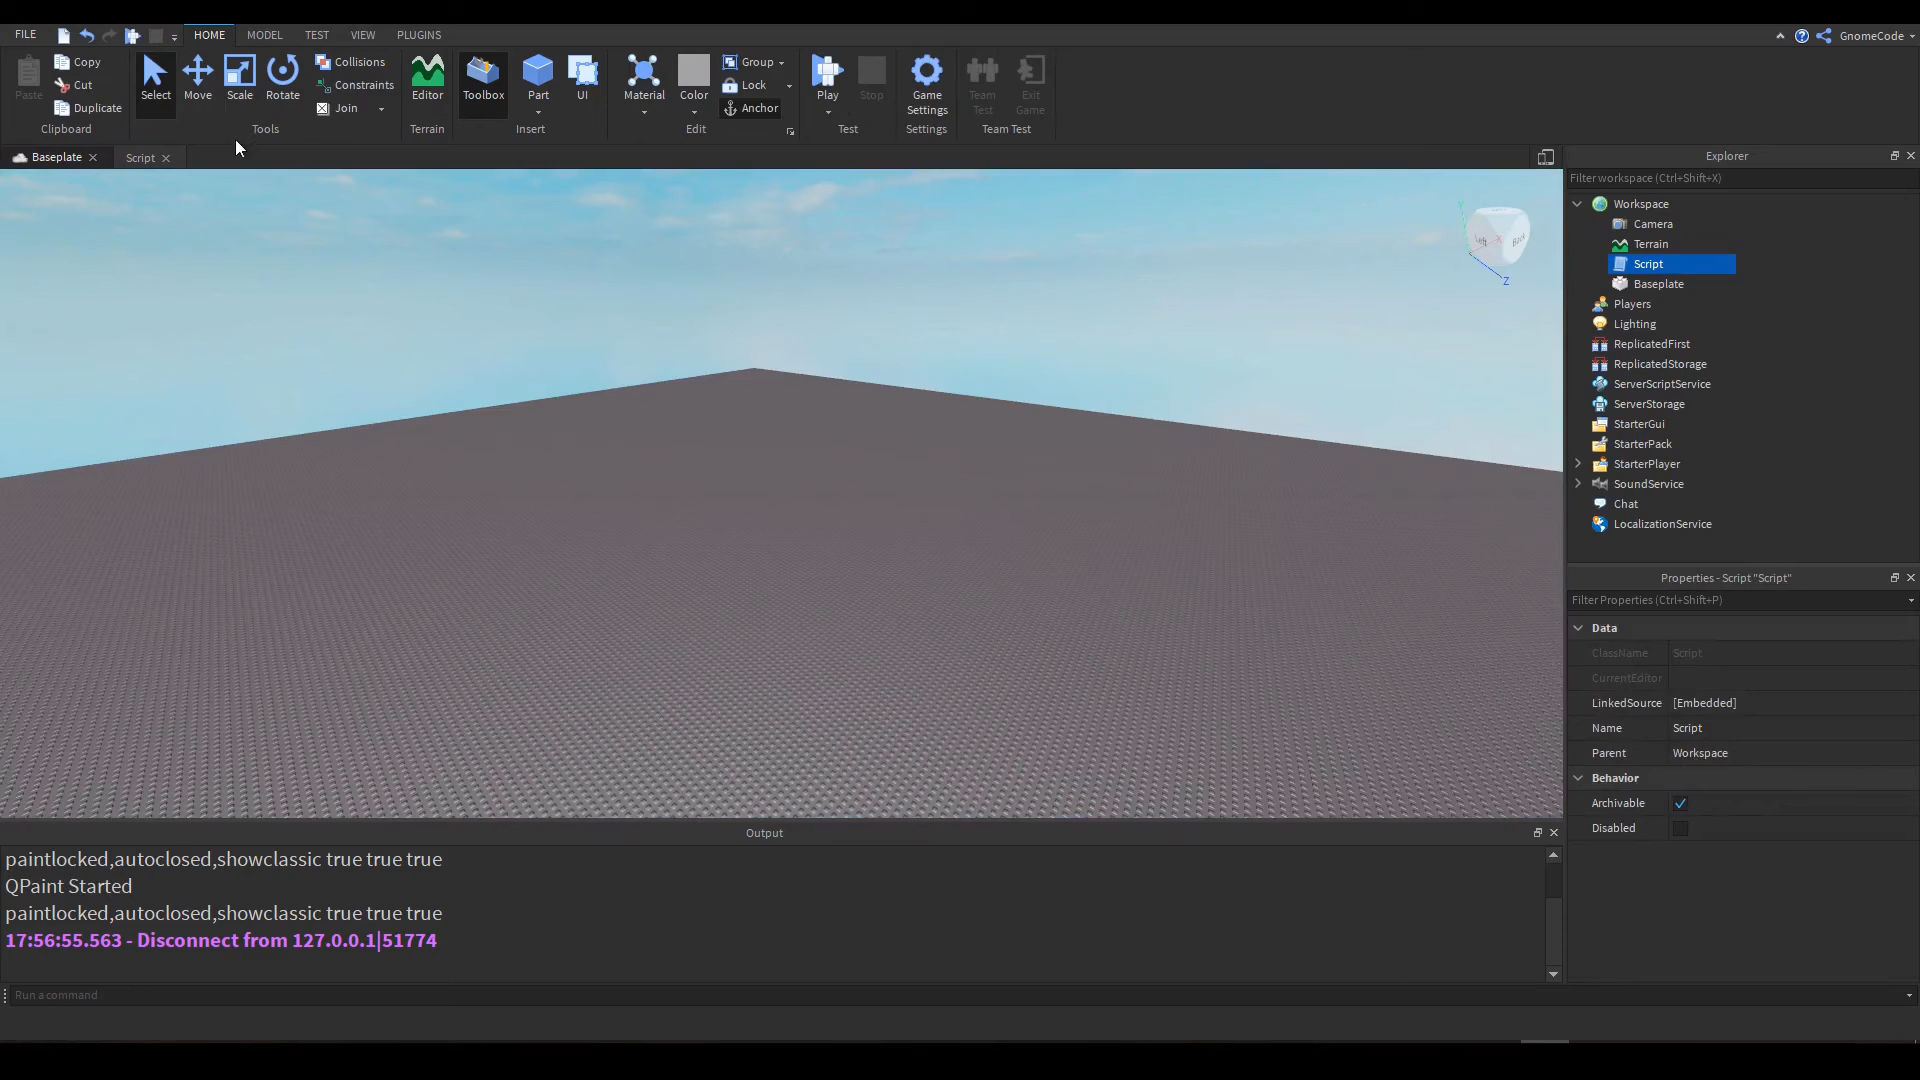 FILE
HOME
MODEL
TEST
VIEW
PLUGINS
GnomeCode
Paste
Copy
Cut
Duplicate
Clipboard
Select
Move
Scale
Rotate
Collisions
Constraints
Join
Tools
Editor
Terrain
Toolbox
Part
UI
Insert
Material
Color
Group
Lock
Anchor
Edit
Play
Stop
Test
Game
Settings
Settings
Team
Test
Exit
Game
Team Test
Baseplate
Script
Left
Back
X
Y
Z
Explorer
Filter workspace (Ctrl+Shift+X)
Workspace
Camera
Terrain
Script
Baseplate
Players
Lighting
ReplicatedFirst
ReplicatedStorage
ServerScriptService
ServerStorage
StarterGui
StarterPack
StarterPlayer
SoundService
Chat
LocalizationService
Properties - Script "Script"
Filter Properties (Ctrl+Shift+P)
Data
ClassName Script
CurrentEditor
LinkedSource [Embedded]
Name Script
Parent Workspace
Behavior
Archivable
Disabled
Output
paintlocked,autoclosed,showclassic true true true
QPaint Started
paintlocked,autoclosed,showclassic true true true
17:56:55.563 - Disconnect from 127.0.0.1|51774
Run a command